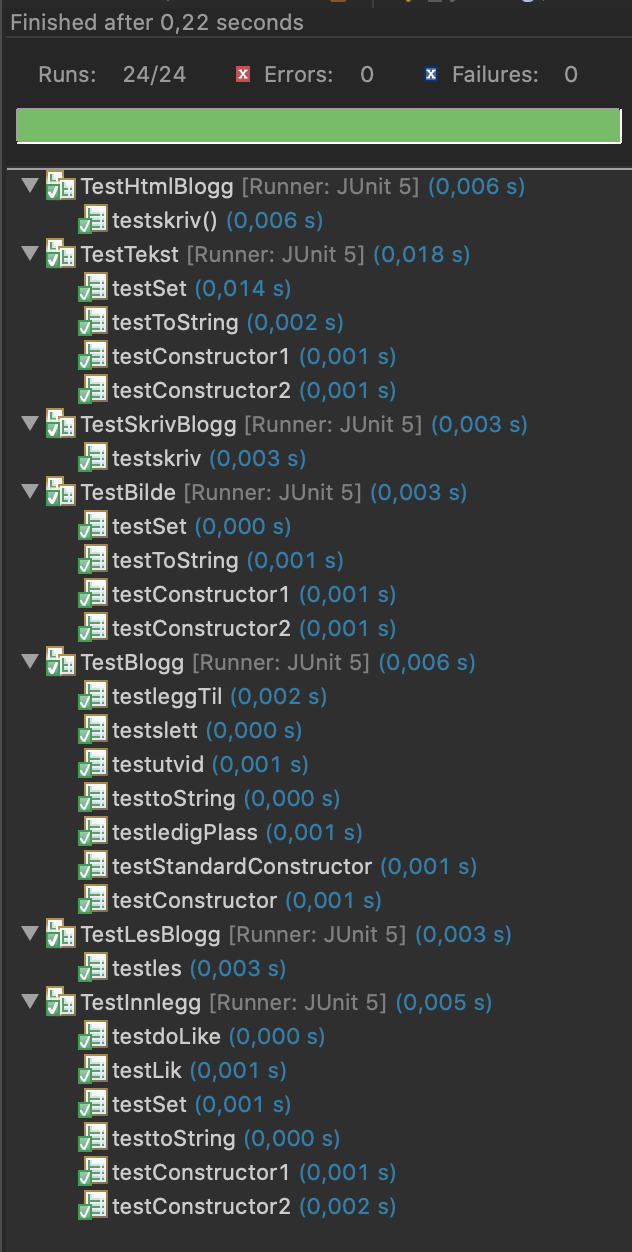 Finished after 0,22 seconds
Runs: 24/24 Errors: 0 Failures: 0
TestHtmlBlogg [Runner: JUnit 5] (0,006 s)
testskriv() (0,006 s)
TestTekst [Runner: JUnit 5] (0,018 s)
testSet (0,014 s)
testToString (0,002 s)
testConstructor1 (0,001 s)
testConstructor2 (0,001 s)
TestSkrivBlogg [Runner: JUnit 5] (0,003 s)
testskriv (0,003 s)
TestBilde [Runner: JUnit 5] (0,003 s)
testSet (0,000 s)
testToString (0,001 s)
testConstructor1 (0,001 s)
testConstructor2 (0,001 s)
TestBlogg [Runner: JUnit 5] (0,006 s)
testleggTil (0,002 s)
testslett (0,000 s)
testutvid (0,001 s)
testtoString (0,000 s)
testledigPlass (0,001 s)
testStandardConstructor (0,001 s)
testConstructor (0,001 s)
TestLesBlogg [Runner: JUnit 5] (0,003 s)
testles (0,003 s)
TestInnlegg [Runner: JUnit 5] (0,005 s)
testdoLike (0,000 s)
testLik (0,001 s)
testSet (0,001 s)
testtoString (0,000 s)
testConstructor1 (0,001 s)
testConstructor2 (0,002 s)